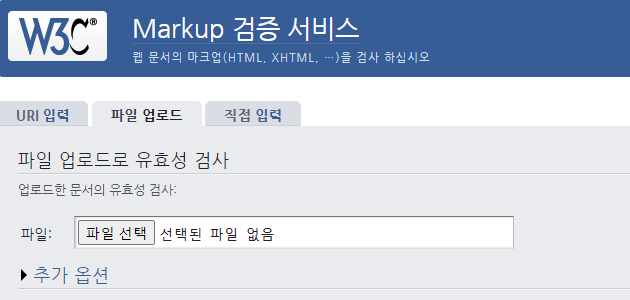 W3C®
Markup 검증 서비스
웹 문서의 마크업(HTML, XHTML, …)을 검사 하십시오
URI 입력
파일 업로드
직접 입력
파일 업로드로 유효성 검사
업로드한 문서의 유효성 검사:
파일: 파일 선택 선택된 파일 없음
추가 옵션